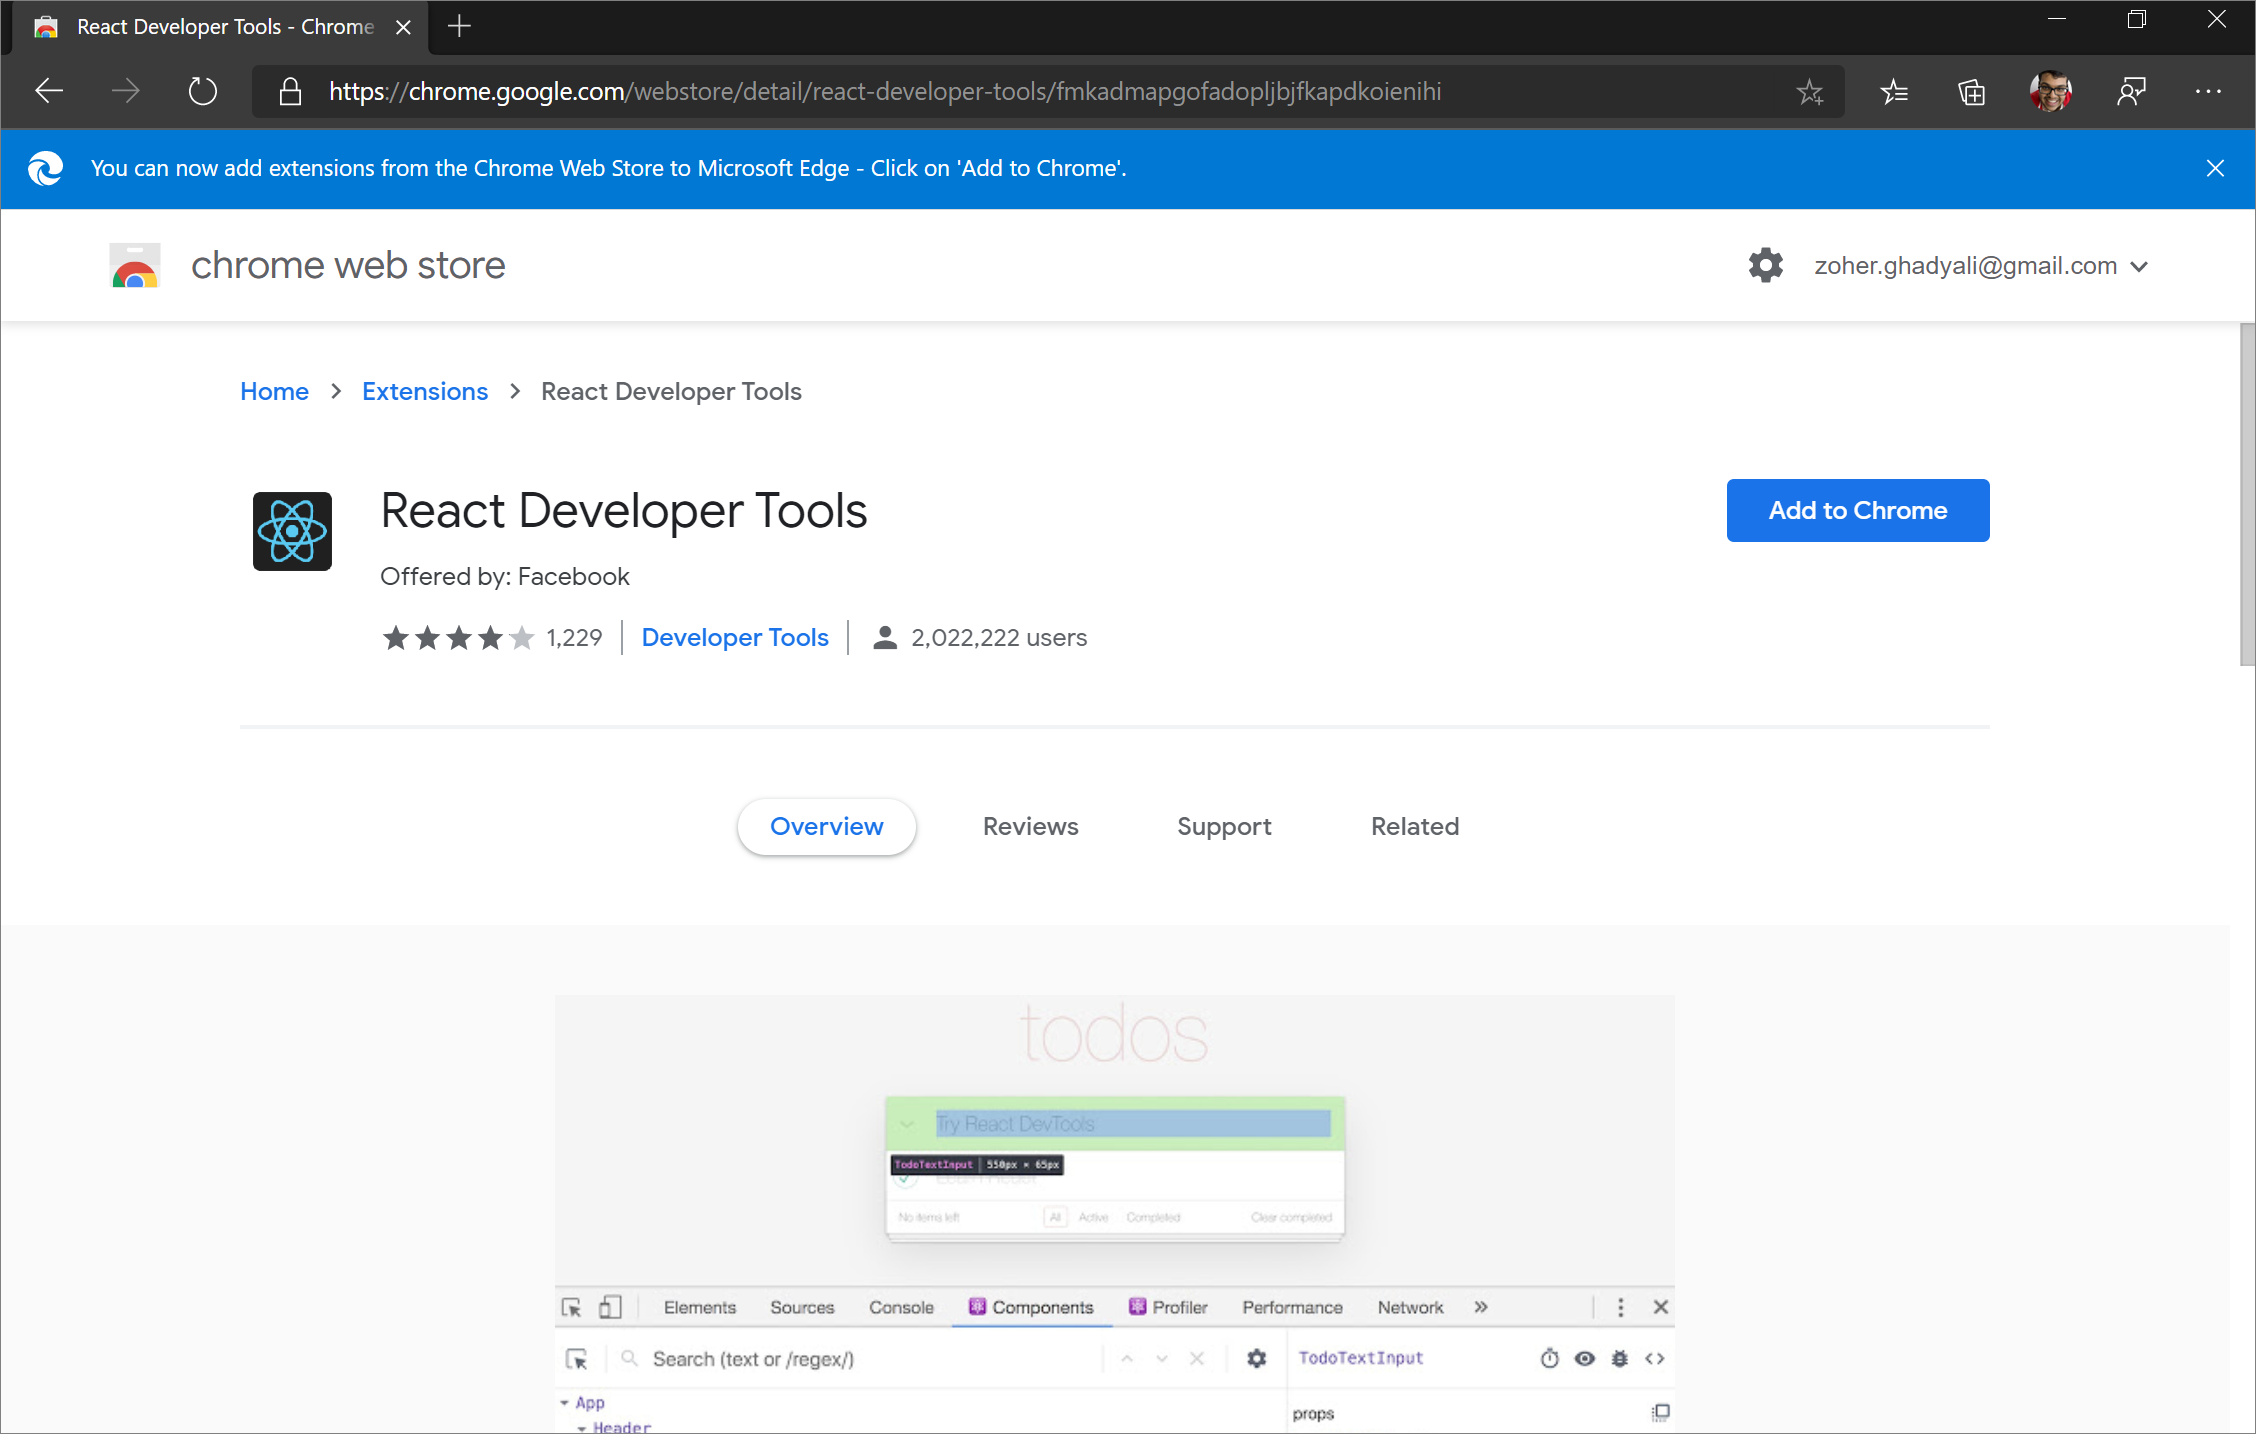 React Developer Tools - Chrome
https://chrome.google.com/webstore/detail/react-developer-tools/fmkadmapgofadopljbjfkapdkoienihi
You can now add extensions from the Chrome Web Store to Microsoft Edge - Click on 'Add to Chrome'.
chrome web store
zoher.ghadyali@gmail.com
Home > Extensions > React Developer Tools
React Developer Tools
Add to Chrome
Offered by: Facebook
1,229 | Developer Tools | 2,022,222 users
Overview Reviews Support Related
todos
Try React DevTools
TodoTextInput | 550px × 65px
No items left All Active Completed Clear completed
Elements Sources Console Components Profiler Performance Network »
Search (text or /regex/) TodoTextInput
App
props
Header